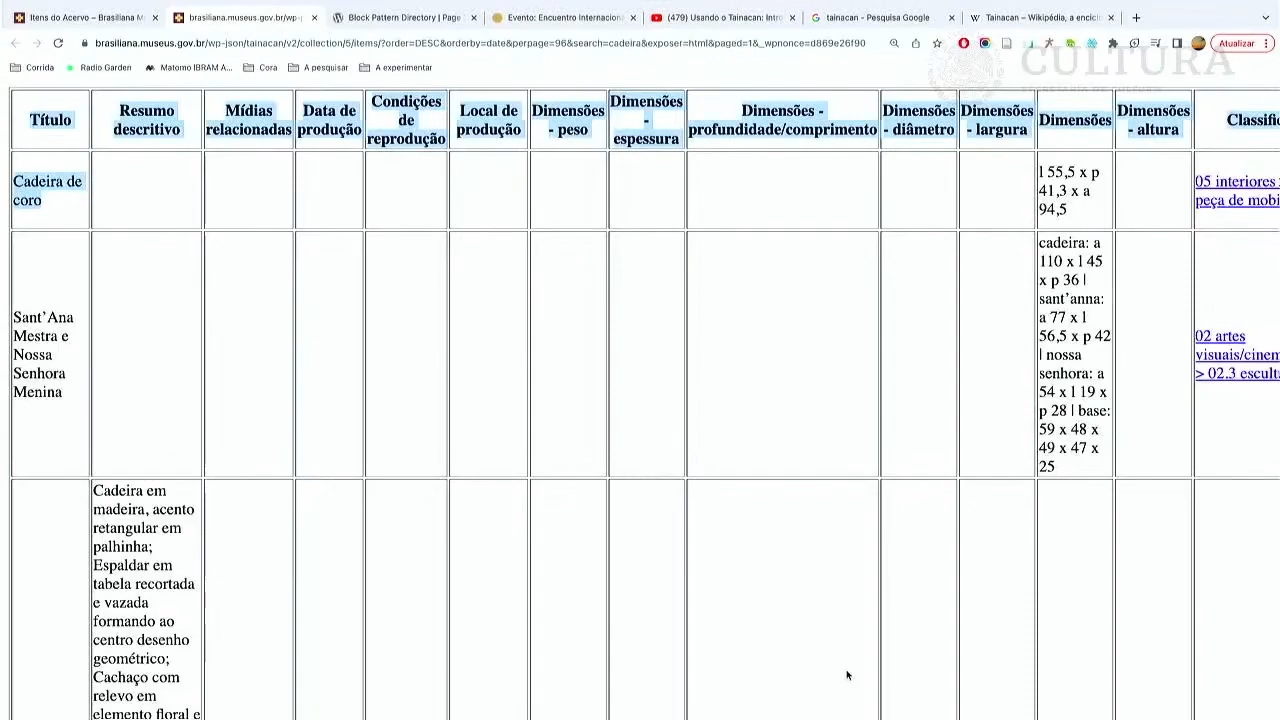 Itens do Acervo – Brasiliana M
brasiliana.museus.gov.br/wp-j
Block Pattern Directory | Page
Evento: Encuentro Internacion
(479) Usando o Tainacan: Intro
tainacan - Pesquisa Google
Tainacan – Wikipédia, a encicl
brasiliana.museus.gov.br/wp-json/tainacan/v2/collection/5/items/?order=DESC&orderby=date&perpage=96&search=cadeira&exposer=html&paged=1&_wpnonce=d869e26f90
Atualizar
Corrida
Radio Garden
Matomo IBRAM A...
Cora
A pesquisar
A experimentar
CULTURA
SECRETARÍA DE CULTURA
Título
Resumo
descritivo
Mídias
relacionadas
Data de
produção
Condições
de
reprodução
Local de
produção
Dimensões
- peso
Dimensões
-
espessura
Dimensões -
profundidade/comprimento
Dimensões
- diâmetro
Dimensões
- largura
Dimensões
Dimensões
- altura
Classific
Cadeira de
coro
l 55,5 x p
41,3 x a
94,5
05 interiores
peça de mobi
Sant’Ana
Mestra e
Nossa
Senhora
Menina
cadeira: a
110 x l 45
x p 36 |
sant’anna:
a 77 x l
56,5 x p 42
| nossa
senhora: a
54 x l 19 x
p 28 | base:
59 x 48 x
49 x 47 x
25
02 artes
visuais/cinem
> 02.3 escult
Cadeira em
madeira, acento
retangular em
palhinha;
Espaldar em
tabela recortada
e vazada
formando ao
centro desenho
geométrico;
Cachaço com
relevo em
elemento floral e